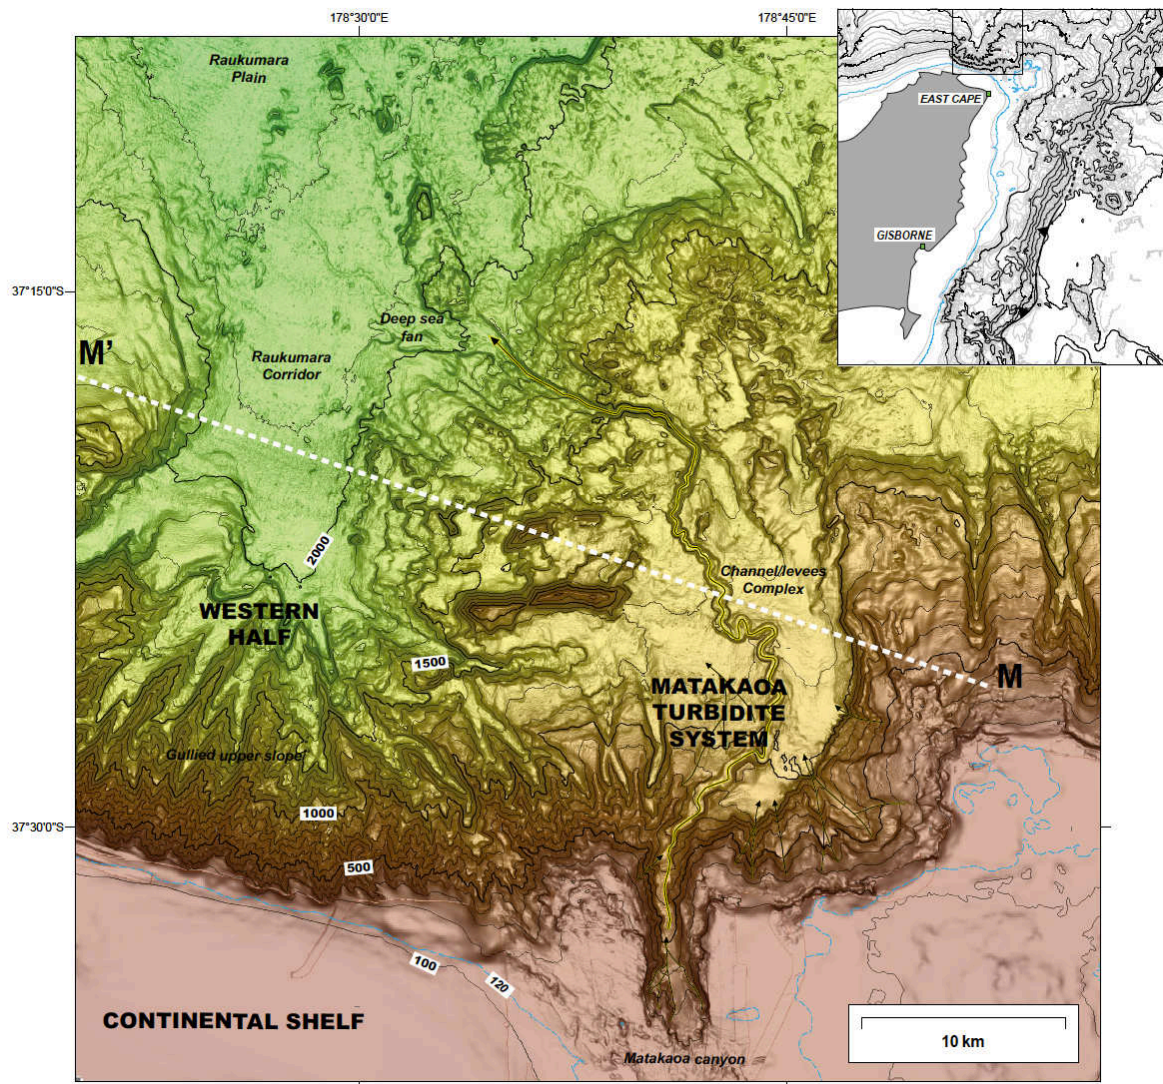 178°30'0"E
178°45'0"E
Raukumara
Plain
EAST CAPE
GISBORNE
37°15'0"S
M'
Deep sea
fan
Raukumara
Corridor
2000
Channel/levees
Complex
WESTERN
HALF
1500
M
MATAKAOA
TURBIDITE
SYSTEM
Gullied upper slope
1000
37°30'0"S
500
100
120
CONTINENTAL SHELF
10 km
Matakaoa canyon